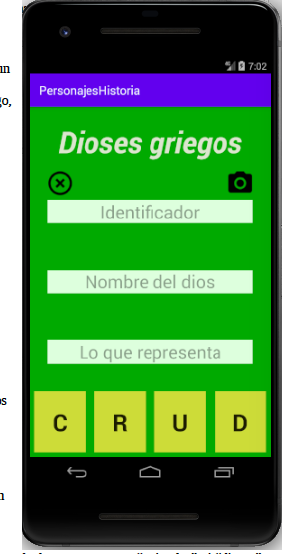 7:02
PersonajesHistoria
Dioses griegos
Identificador
Nombre del dios
Lo que representa
C R U D